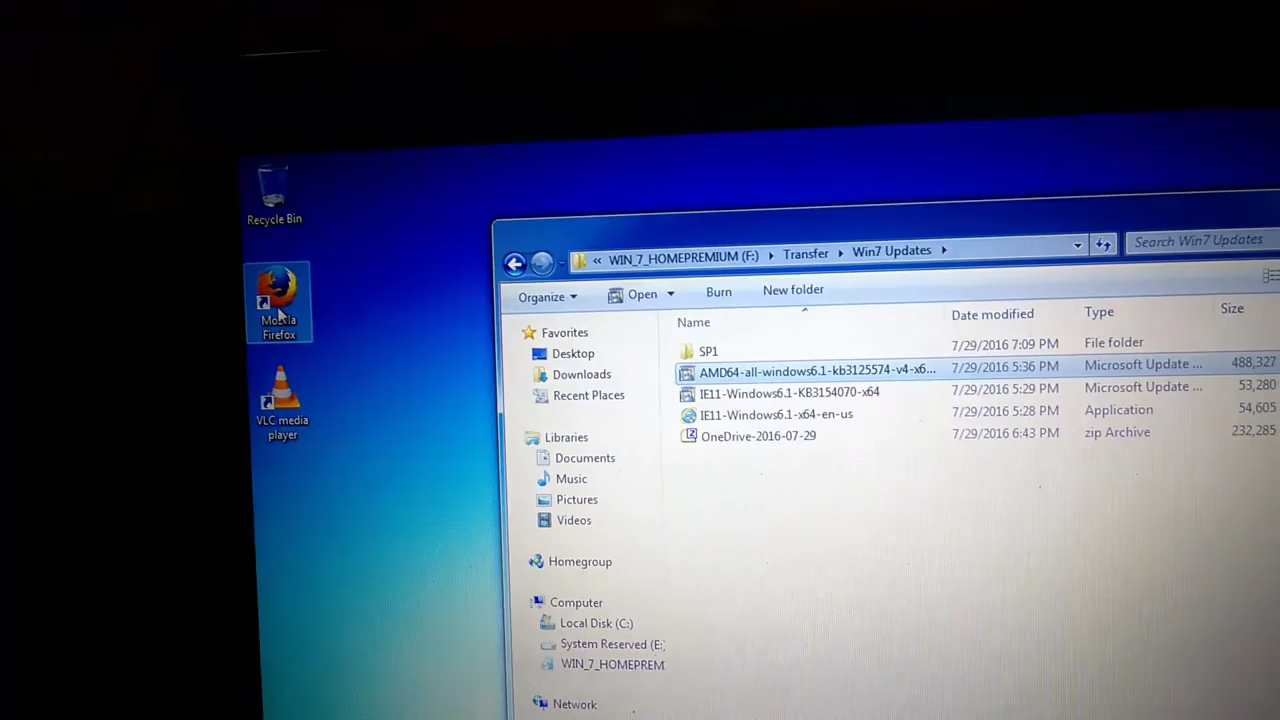 Recycle Bin
Mozilla
Firefox
VLC media
player
« WIN_7_HOMEPREMIUM (F:) Transfer Win7 Updates
Search Win7 Updates
Organize Open Burn New folder
Favorites
Desktop
Downloads
Recent Places
Libraries
Documents
Music
Pictures
Videos
Homegroup
Computer
Local Disk (C:)
System Reserved (E:
WIN_7_HOMEPREM
Network
Name Date modified Type Size
SP1 7/29/2016 7:09 PM File folder
AMD64-all-windows6.1-kb3125574-v4-x6... 7/29/2016 5:36 PM Microsoft Update ... 488,327
IE11-Windows6.1-KB3154070-x64 7/29/2016 5:29 PM Microsoft Update ... 53,280
IE11-Windows6.1-x64-en-us 7/29/2016 5:28 PM Application 54,605
OneDrive-2016-07-29 7/29/2016 6:43 PM zip Archive 232,285